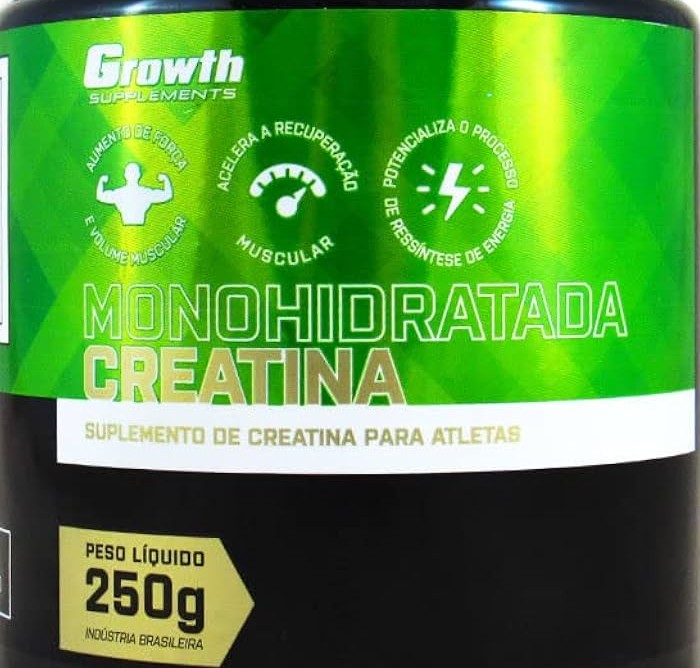 Growth
SUPPLEMENTS
AUMENTO DE FORÇA
E VOLUME MUSCULAR
ACELERA A RECUPERAÇÃO
MUSCULAR
POTENCIALIZA O PROCESSO
DE RESSÍNTESE DE ENERGIA
MONOHIDRATADA
CREATINA
SUPLEMENTO DE CREATINA PARA ATLETAS
PESO LÍQUIDO
250g
INDÚSTRIA BRASILEIRA